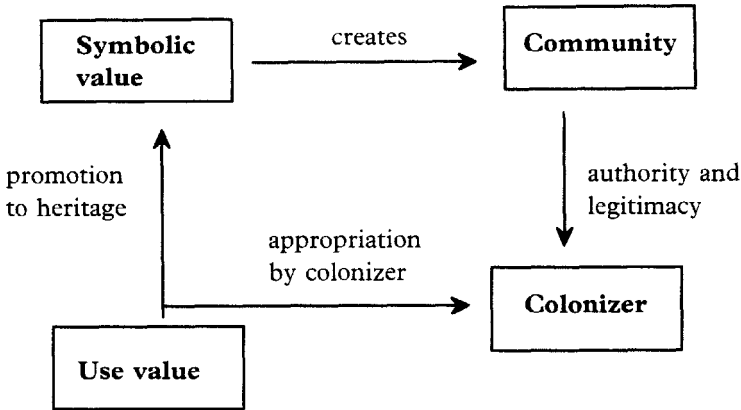 Symbolic
value
creates
Community
promotion
to heritage
authority and
legitimacy
appropriation
by colonizer
Colonizer
Use value